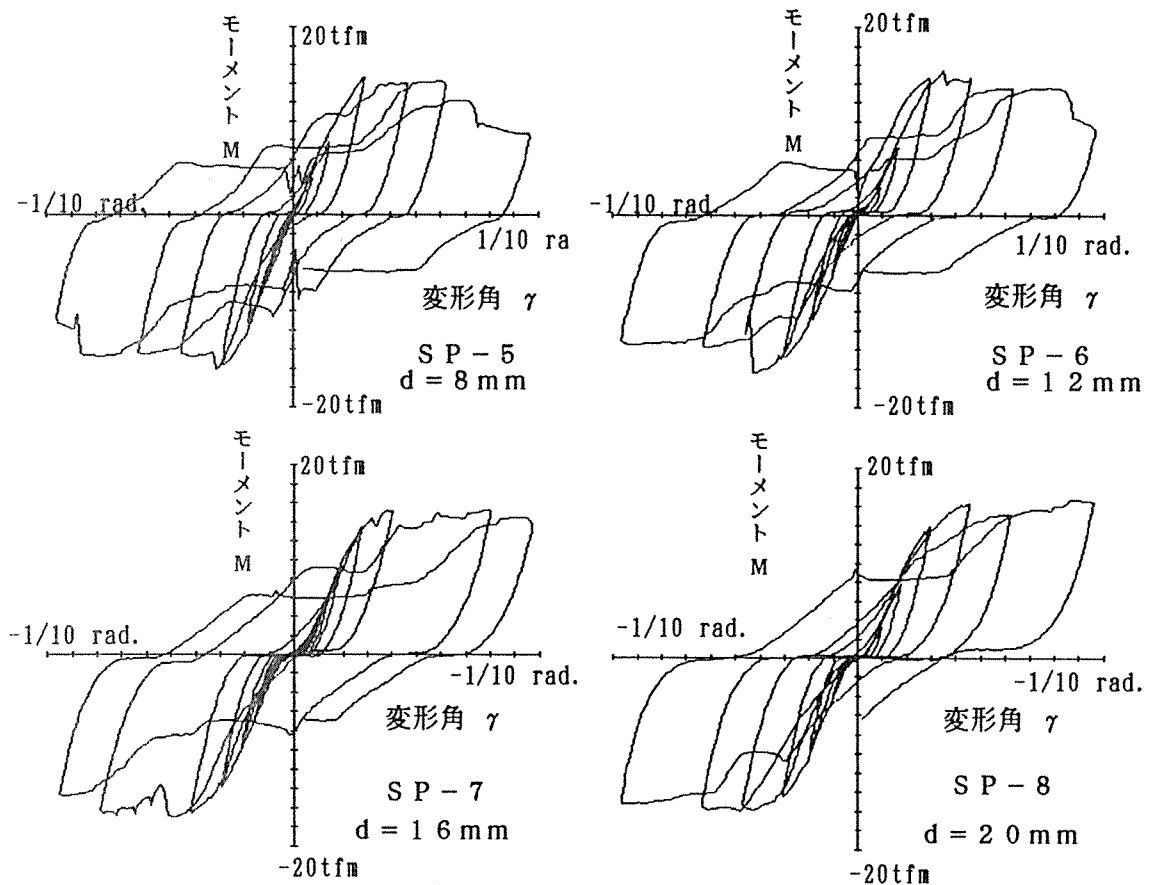 モーメント M
20tfm
-1/10 rad.
1/10 ra
変形角 γ
SP-5
d=8mm
-20tfm
モーメント M
20tfm
-1/10 rad
1/10 rad.
変形角 γ
SP-6
d=12mm
-20tfm
モーメント M
20tfm
-1/10 rad.
-1/10 rad.
変形角 γ
SP-7
d=16mm
-20tfm
モーメント M
20tfm
-1/10 rad.
-1/10 rad.
変形角 γ
SP-8
d=20mm
-20tfm